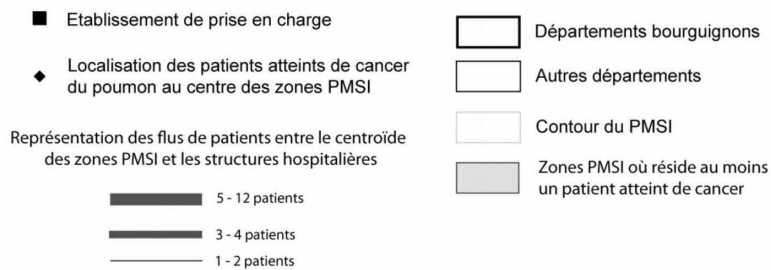 Etablissement de prise en charge
Localisation des patients atteints de cancer
du poumon au centre des zones PMSI
Représentation des flus de patients entre le centroïde
des zones PMSI et les structures hospitalières
5 - 12 patients
3 - 4 patients
1 - 2 patients
Départements bourguignons
Autres départements
Contour du PMSI
Zones PMSI où réside au moins
un patient atteint de cancer